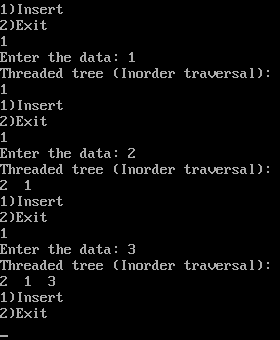 1)Insert
2)Exit
1
Enter the data: 1
Threaded tree (Inorder traversal):
1
1)Insert
2)Exit
1
Enter the data: 2
Threaded tree (Inorder traversal):
2  1
1)Insert
2)Exit
1
Enter the data: 3
Threaded tree (Inorder traversal):
2  1  3
1)Insert
2)Exit
_